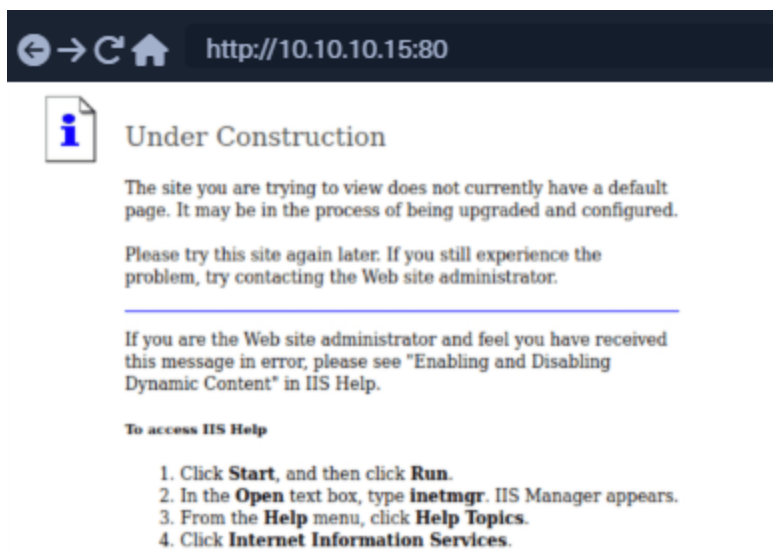 http://10.10.10.15:80
Under Construction
The site you are trying to view does not currently have a default
page. It may be in the process of being upgraded and configured.
Please try this site again later. If you still experience the
problem, try contacting the Web site administrator.
If you are the Web site administrator and feel you have received
this message in error, please see "Enabling and Disabling
Dynamic Content" in IIS Help.
To access IIS Help
1. Click Start, and then click Run.
2. In the Open text box, type inetmgr. IIS Manager appears.
3. From the Help menu, click Help Topics.
4. Click Internet Information Services.